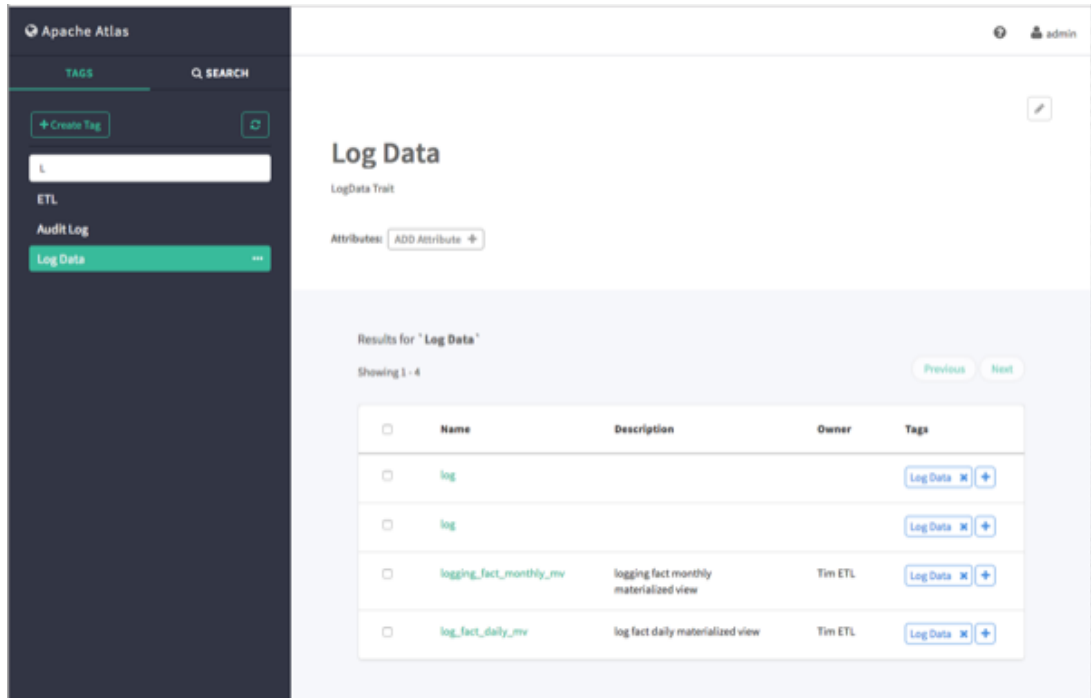 Apache Atlas
admin
TAGS
SEARCH
+ Create Tag
L
ETL
Audit Log
Log Data ...
Log Data
LogData Trait
Attributes: ADD Attribute +
Results for `Log Data`
Showing 1 - 4
Previous Next
Name Description Owner Tags
log Log Data × +
log Log Data × +
logging_fact_monthly_mv logging fact monthly Tim ETL Log Data × +
materialized view
log_fact_daily_mv log fact daily materialized view Tim ETL Log Data × +